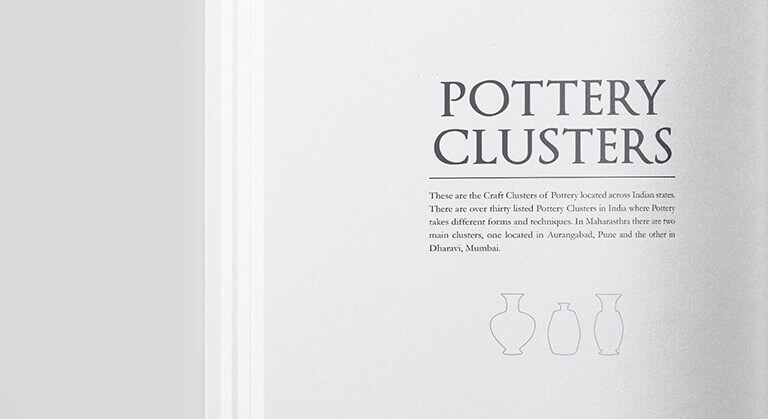 POTTERY
CLUSTERS
These are the Craft Clusters of Pottery located across Indian states.
There are over thirty listed Pottery Clusters in India where Pottery
takes different forms and techniques. In Maharasthra there are two
main clusters, one located in Aurangabad, Pune and the other in
Dharavi, Mumbai.